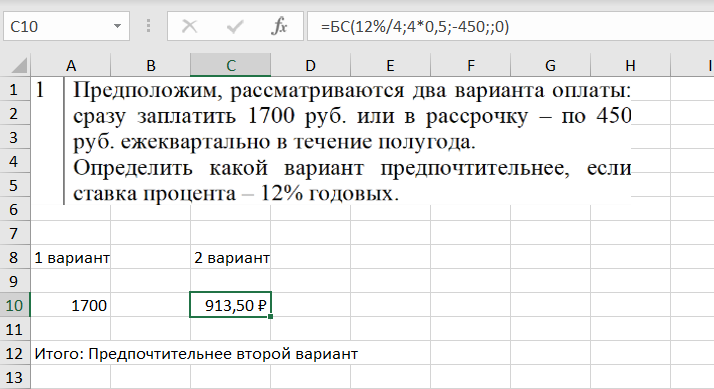 C10
=БС(12%/4;4*0,5;-450;;0)
A B C D E F G H I
1 1 Предположим, рассматриваются два варианта оплаты:
2 сразу заплатить 1700 руб. или в рассрочку – по 450
3 руб. ежеквартально в течение полугода.
4 Определить какой вариант предпочтительнее, если
5 ставка процента – 12% годовых.
6
7
8 1 вариант 2 вариант
9
10 1700 913,50 ₽
11
12 Итого: Предпочтительнее второй вариант
13